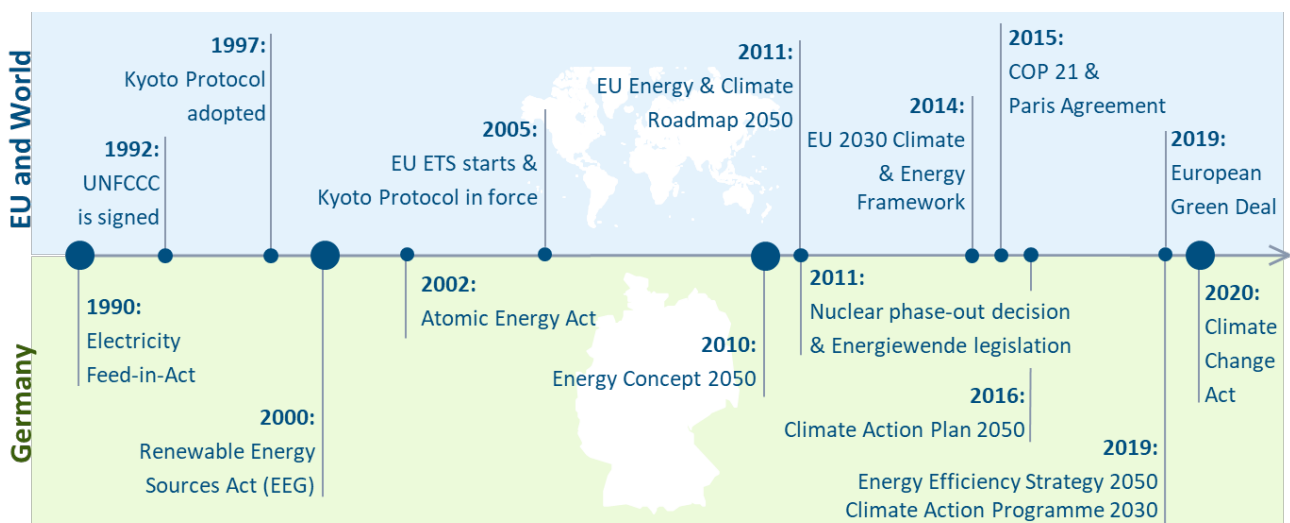 EU and World
1992:
UNFCCC
is signed
1997:
Kyoto Protocol
adopted
2005:
EU ETS starts &
Kyoto Protocol in force
2011:
EU Energy & Climate
Roadmap 2050
2014:
EU 2030 Climate
& Energy
Framework
2015:
COP 21 &
Paris Agreement
2019:
European
Green Deal
Germany
1990:
Electricity
Feed-in-Act
2000:
Renewable Energy
Sources Act (EEG)
2002:
Atomic Energy Act
2010:
Energy Concept 2050
2011:
Nuclear phase-out decision
& Energiewende legislation
2016:
Climate Action Plan 2050
2019:
Energy Efficiency Strategy 2050
Climate Action Programme 2030
2020:
Climate
Change
Act